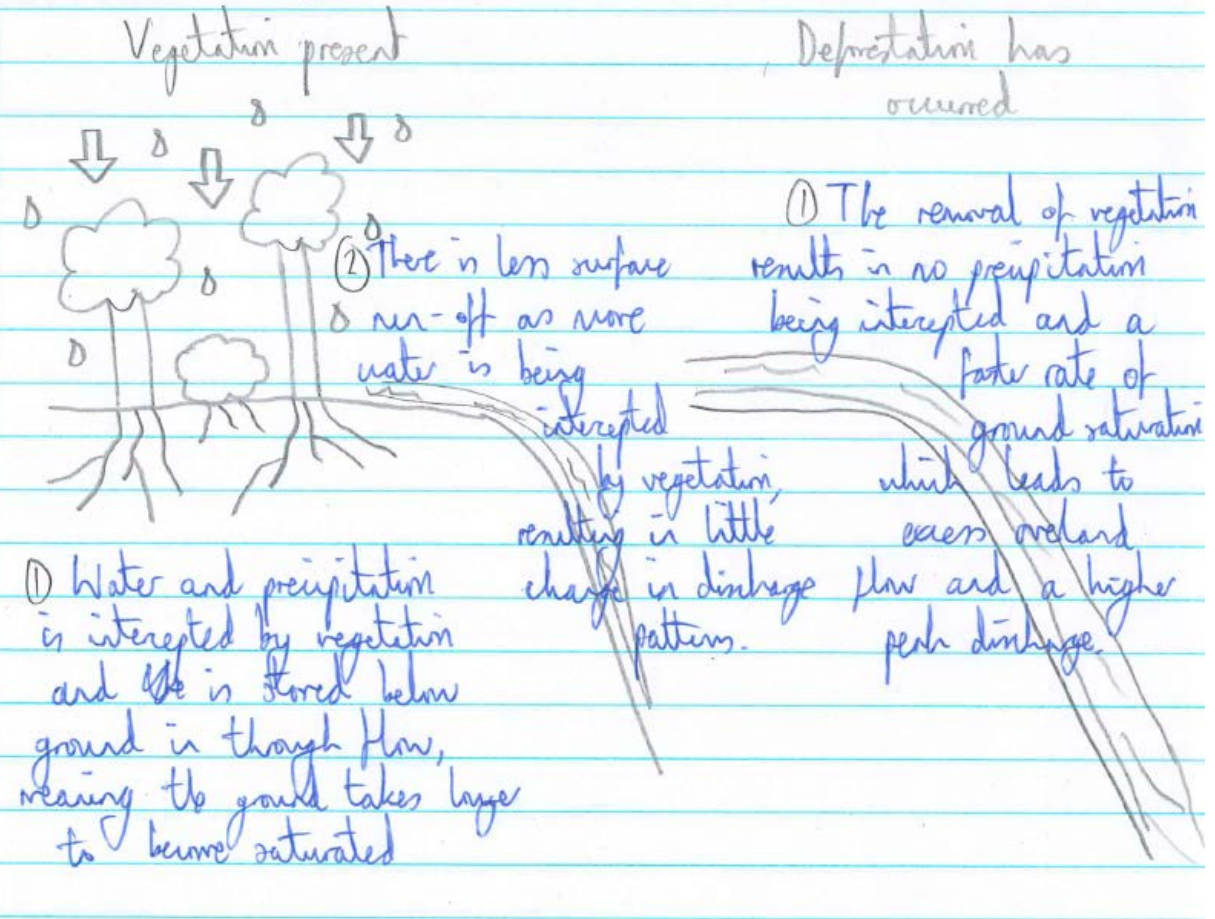 Vegetation present
① Water and precipitation
is intercepted by vegetation
and is stored below
ground in through flow,
meaning the ground takes longer
to become saturated
② There is less surface
run-off as more
water is being
intercepted
by vegetation,
resulting in little
change in discharge
patterns.
Deforestation has
occurred
① The removal of vegetation
results in no precipitation
being intercepted and a
faster rate of
ground saturation
which leads to
excess overland
flow and a higher
peak discharge.